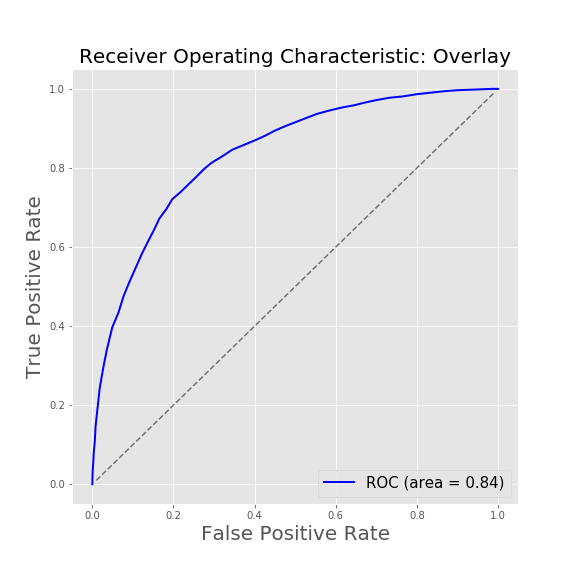 Receiver Operating Characteristic: Overlay
1.0
0.8
0.6
0.4
0.2
0.0
True Positive Rate
ROC (area = 0.84)
0.0 0.2 0.4 0.6 0.8 1.0
False Positive Rate